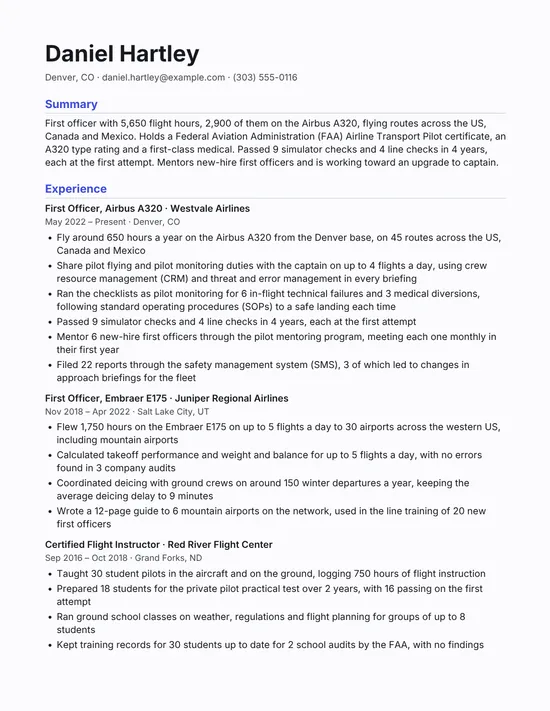 Daniel Hartley
Denver, CO · daniel.hartley@example.com · (303) 555-0116
Summary
First officer with 5,650 flight hours, 2,900 of them on the Airbus A320, flying routes across the US,
Canada and Mexico. Holds a Federal Aviation Administration (FAA) Airline Transport Pilot certificate, an
A320 type rating and a first-class medical. Passed 9 simulator checks and 4 line checks in 4 years,
each at the first attempt. Mentors new-hire first officers and is working toward an upgrade to captain.
Experience
First Officer, Airbus A320 · Westvale Airlines
May 2022 – Present · Denver, CO
• Fly around 650 hours a year on the Airbus A320 from the Denver base, on 45 routes across the US,
Canada and Mexico
• Share pilot flying and pilot monitoring duties with the captain on up to 4 flights a day, using crew
resource management (CRM) and threat and error management in every briefing
• Ran the checklists as pilot monitoring for 6 in-flight technical failures and 3 medical diversions,
following standard operating procedures (SOPs) to a safe landing each time
• Passed 9 simulator checks and 4 line checks in 4 years, each at the first attempt
• Mentor 6 new-hire first officers through the pilot mentoring program, meeting each one monthly in
their first year
• Filed 22 reports through the safety management system (SMS), 3 of which led to changes in
approach briefings for the fleet
First Officer, Embraer E175 · Juniper Regional Airlines
Nov 2018 – Apr 2022 · Salt Lake City, UT
• Flew 1,750 hours on the Embraer E175 on up to 5 flights a day to 30 airports across the western US,
including mountain airports
• Calculated takeoff performance and weight and balance for up to 5 flights a day, with no errors
found in 3 company audits
• Coordinated deicing with ground crews on around 150 winter departures a year, keeping the
average deicing delay to 9 minutes
• Wrote a 12-page guide to 6 mountain airports on the network, used in the line training of 20 new
first officers
Certified Flight Instructor · Red River Flight Center
Sep 2016 – Oct 2018 · Grand Forks, ND
• Taught 30 student pilots in the aircraft and on the ground, logging 750 hours of flight instruction
• Prepared 18 students for the private pilot practical test over 2 years, with 16 passing on the first
attempt
• Ran ground school classes on weather, regulations and flight planning for groups of up to 8
students
• Kept training records for 30 students up to date for 2 school audits by the FAA, with no findings